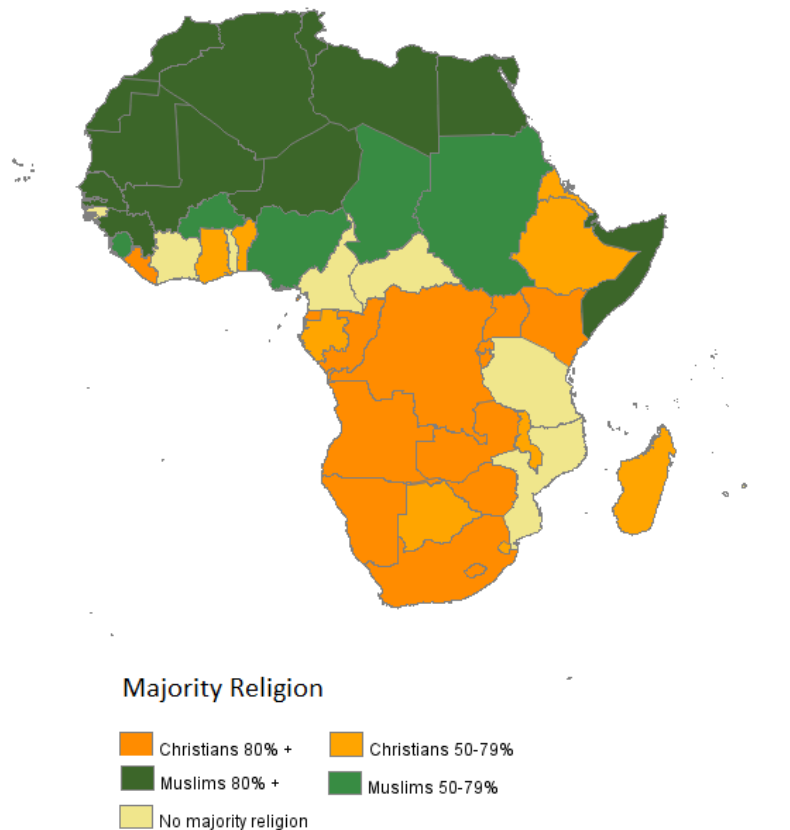 Majority Religion
Christians 80% +
Christians 50-79%
Muslims 80% +
Muslims 50-79%
No majority religion